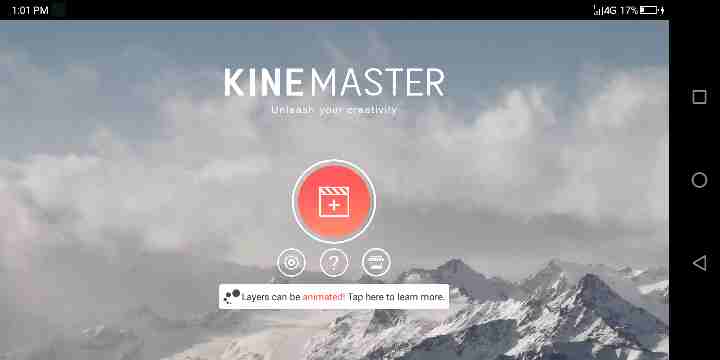 1:01 PM
4G 17%
KINEMASTER
Unleash your creativity
?
Layers can be animated! Tap here to learn more.